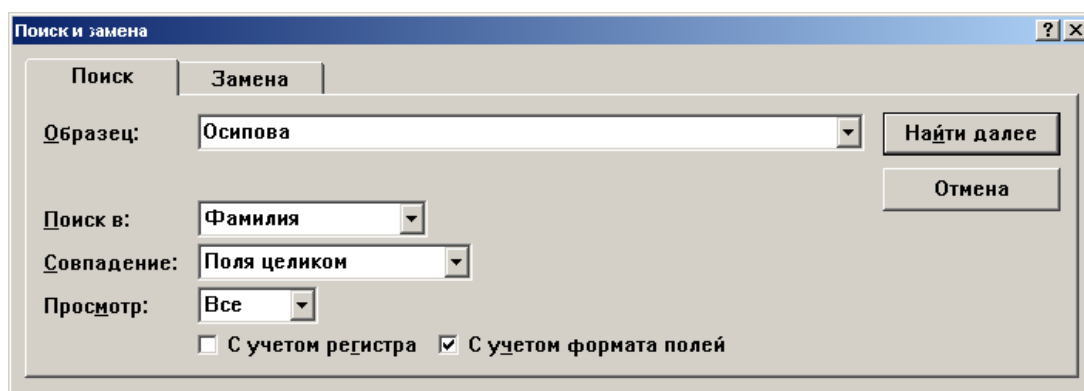 Поиск и замена
Поиск Замена
Образец: Осипова Найти далее
Отмена
Поиск в: Фамилия
Совпадение: Поля целиком
Просмотр: Все
С учетом регистра С учетом формата полей